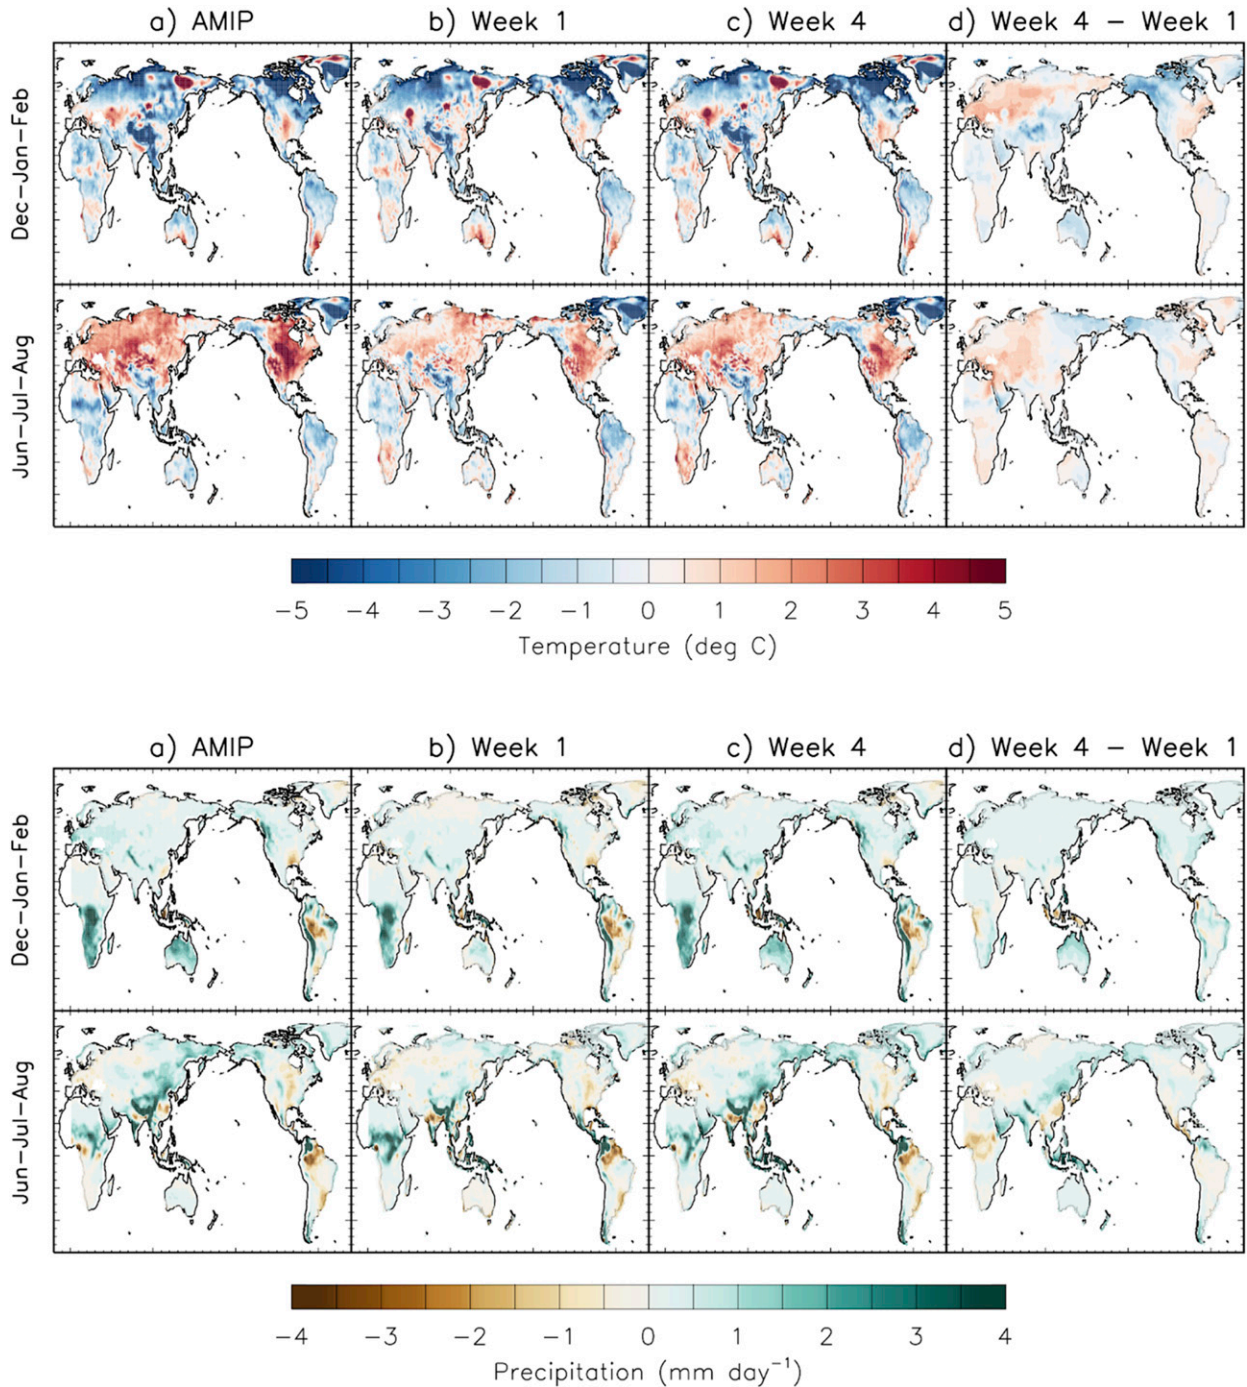 a) AMIP
b) Week 1
c) Week 4
d) Week 4 − Week 1
Dec−Jan−Feb
Jun−Jul−Aug
−5 −4 −3 −2 −1 0 1 2 3 4 5
Temperature (deg C)
a) AMIP
b) Week 1
c) Week 4
d) Week 4 − Week 1
Dec−Jan−Feb
Jun−Jul−Aug
−4 −3 −2 −1 0 1 2 3 4
Precipitation (mm day⁻¹)